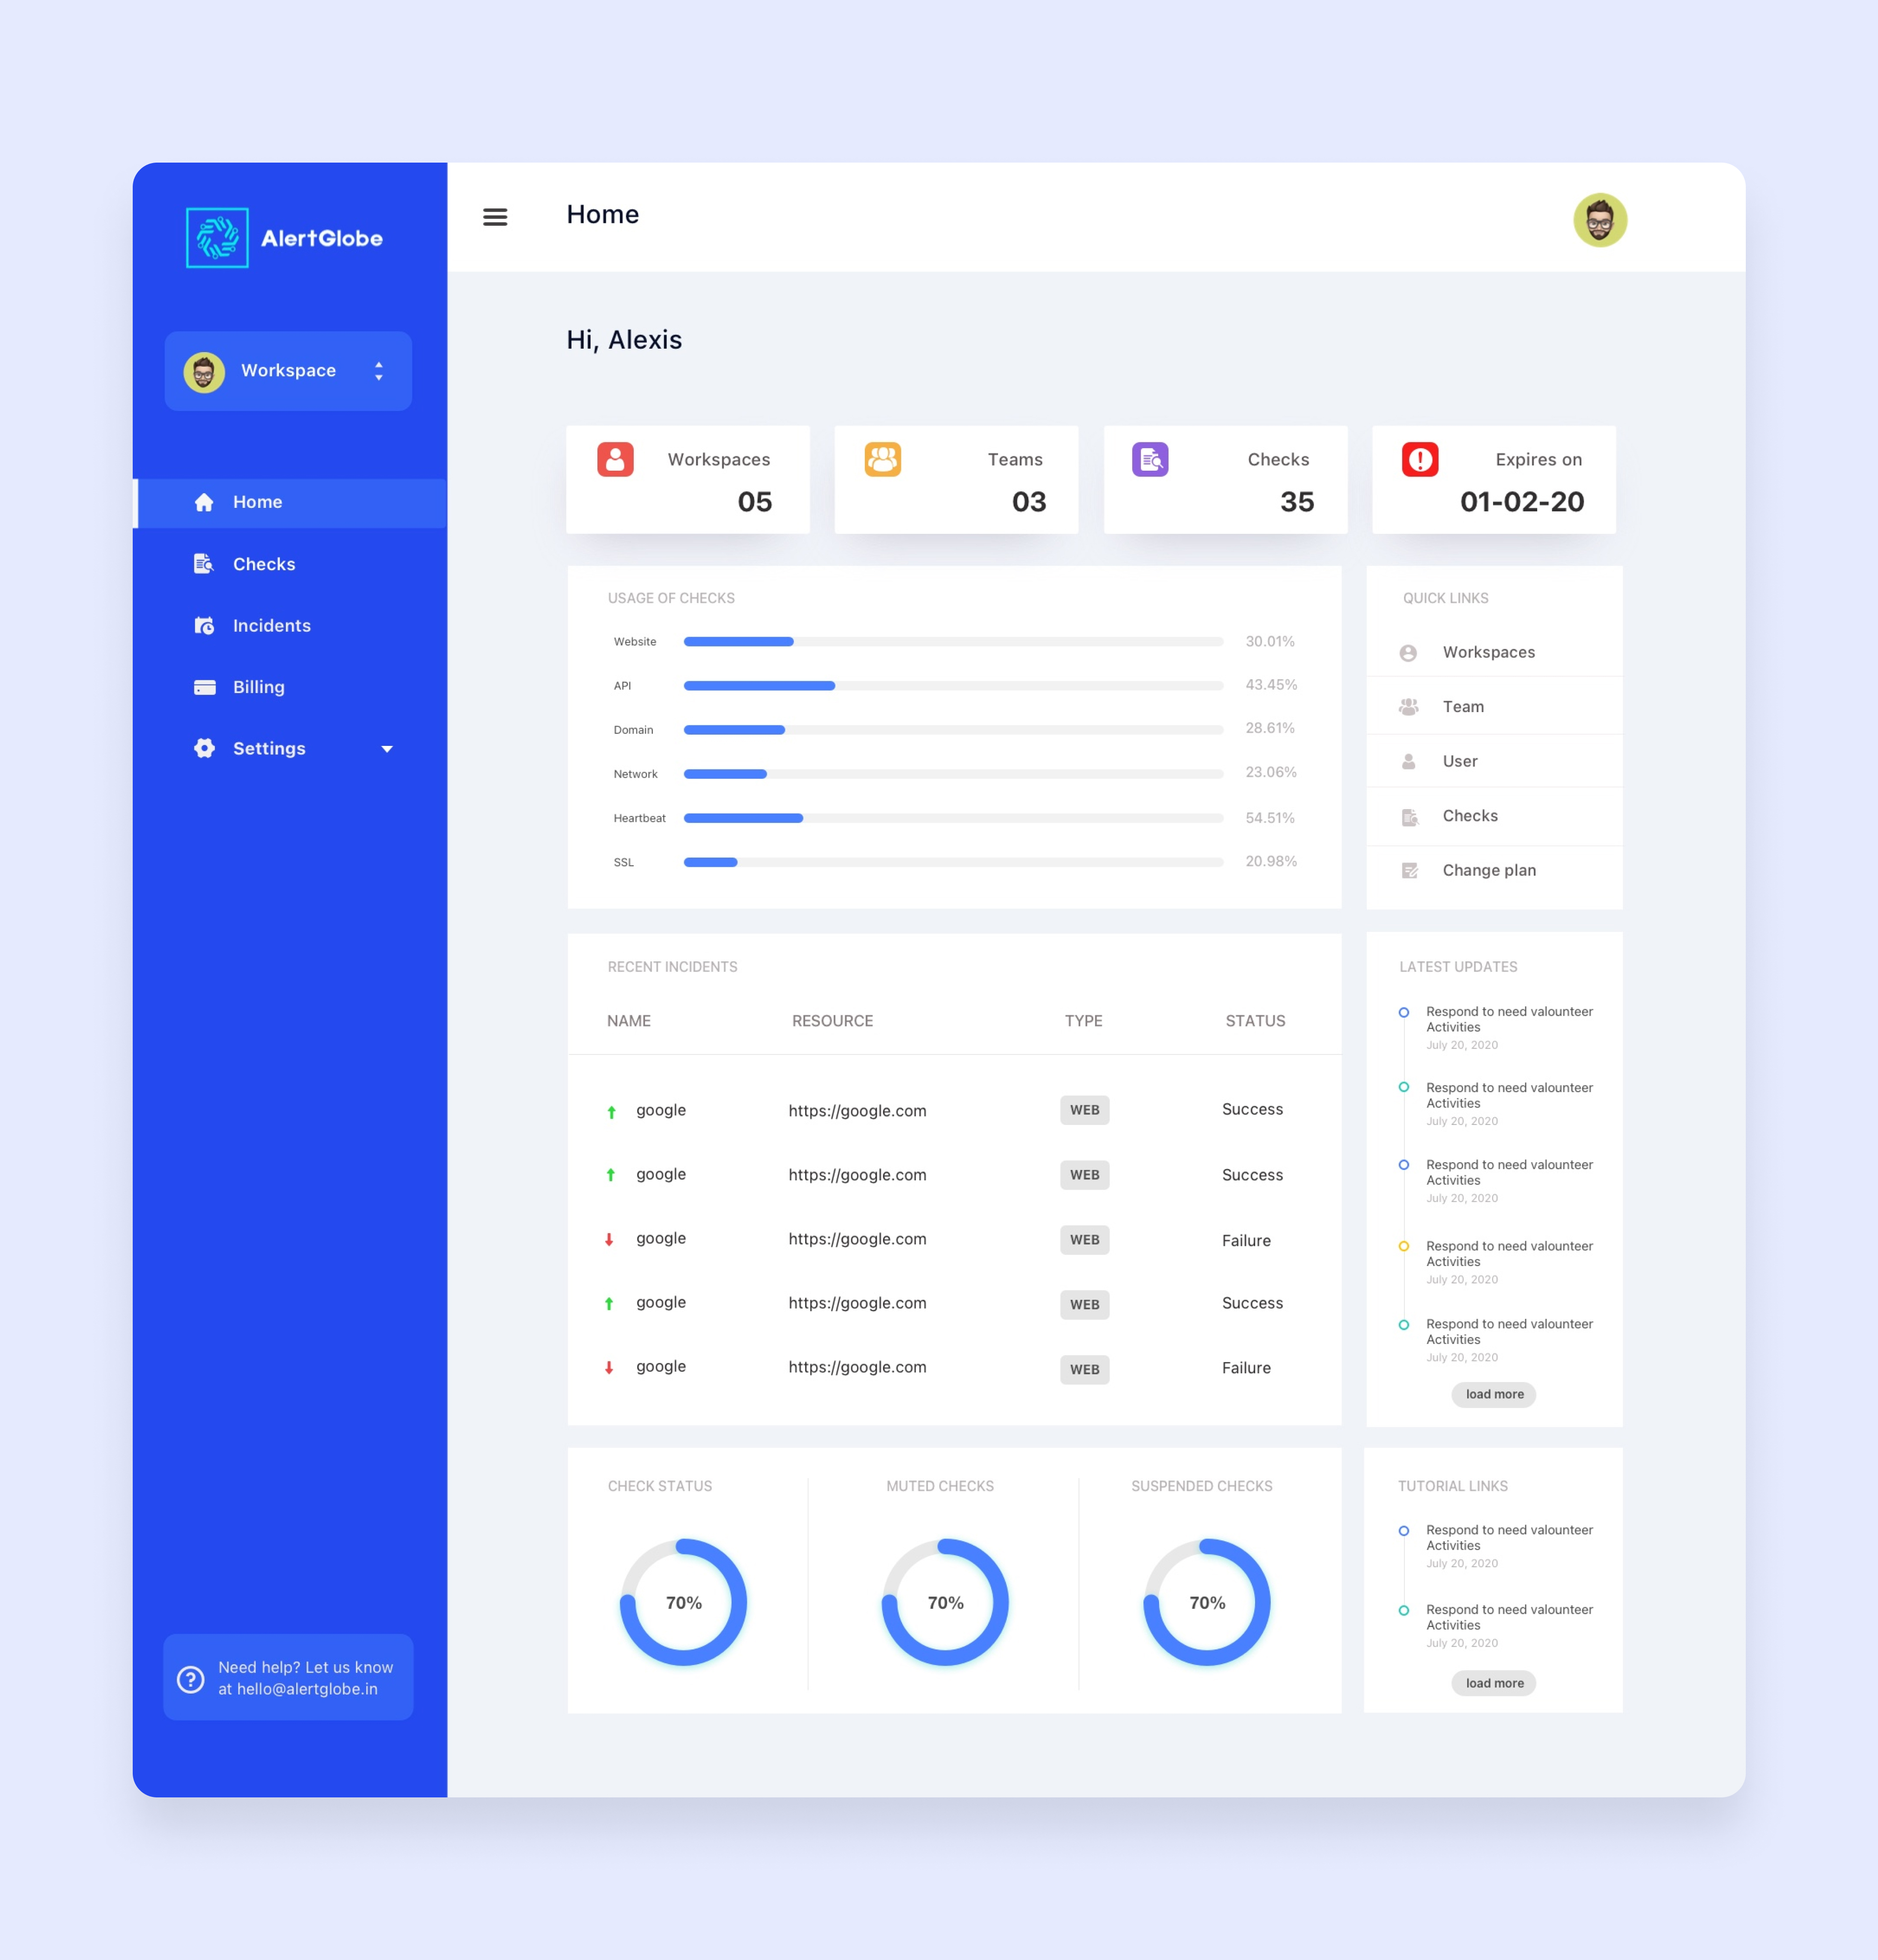 AlertGlobe
Workspace
Home
Checks
Incidents
Billing
Settings
Need help? Let us know
at hello@alertglobe.in
Home
Hi, Alexis
Workspaces
05
Teams
03
Checks
35
Expires on
01-02-20
USAGE OF CHECKS
Website 30.01%
API 43.45%
Domain 28.61%
Network 23.06%
Heartbeat 54.51%
SSL 20.98%
QUICK LINKS
Workspaces
Team
User
Checks
Change plan
RECENT INCIDENTS
NAME RESOURCE TYPE STATUS
google https://google.com WEB Success
google https://google.com WEB Success
google https://google.com WEB Failure
google https://google.com WEB Success
google https://google.com WEB Failure
LATEST UPDATES
Respond to need valounteer
Activities
July 20, 2020
Respond to need valounteer
Activities
July 20, 2020
Respond to need valounteer
Activities
July 20, 2020
Respond to need valounteer
Activities
July 20, 2020
Respond to need valounteer
Activities
July 20, 2020
load more
CHECK STATUS
70%
MUTED CHECKS
70%
SUSPENDED CHECKS
70%
TUTORIAL LINKS
Respond to need valounteer
Activities
July 20, 2020
Respond to need valounteer
Activities
July 20, 2020
load more